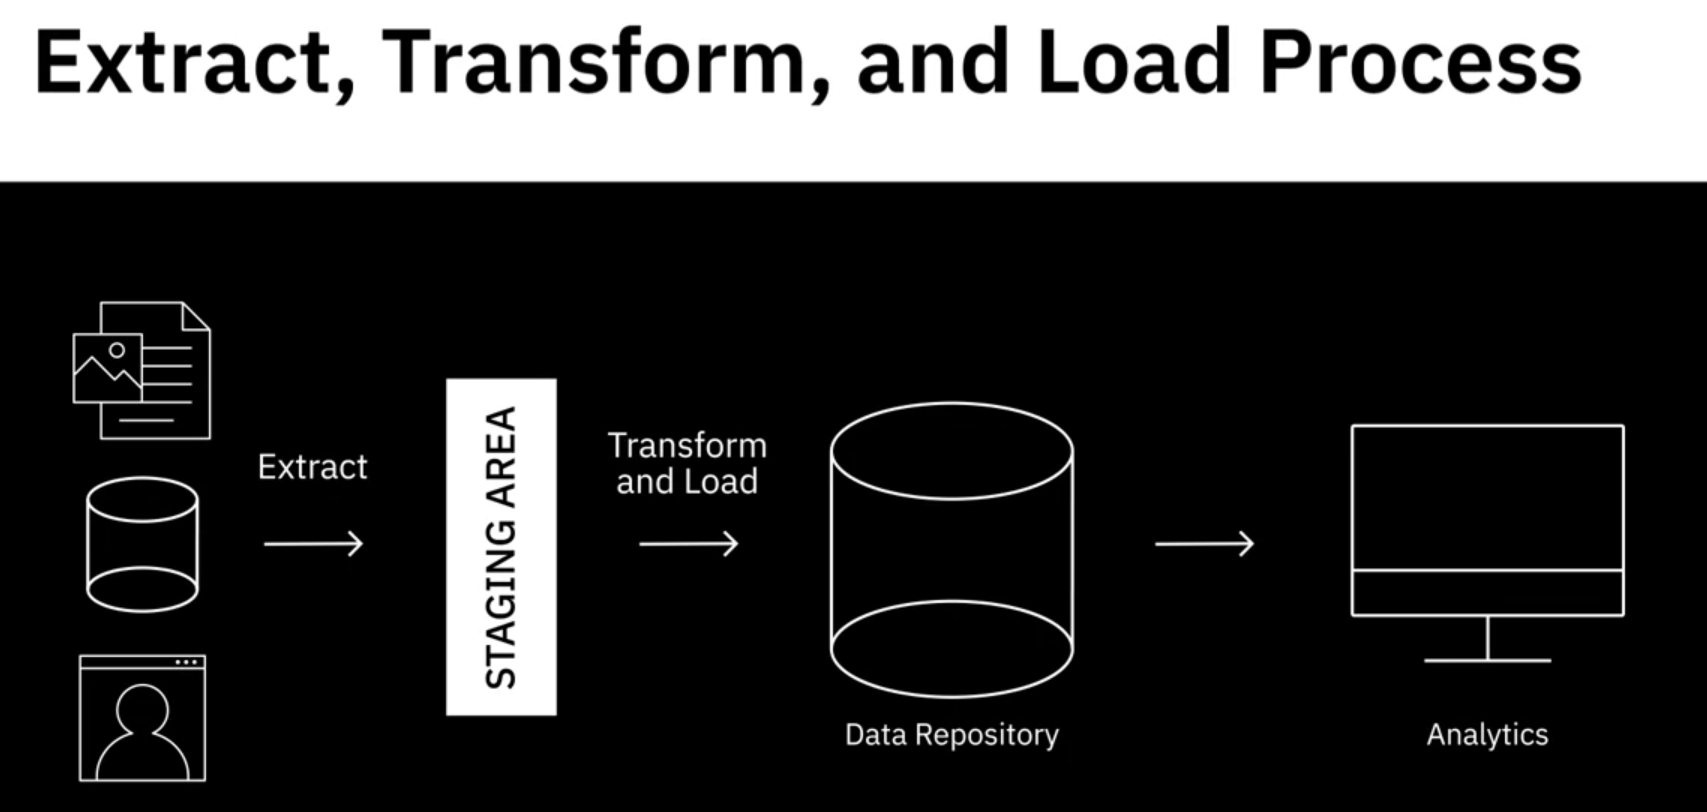 Extract, Transform, and Load Process
Extract
STAGING AREA
Transform
and Load
Data Repository
Analytics